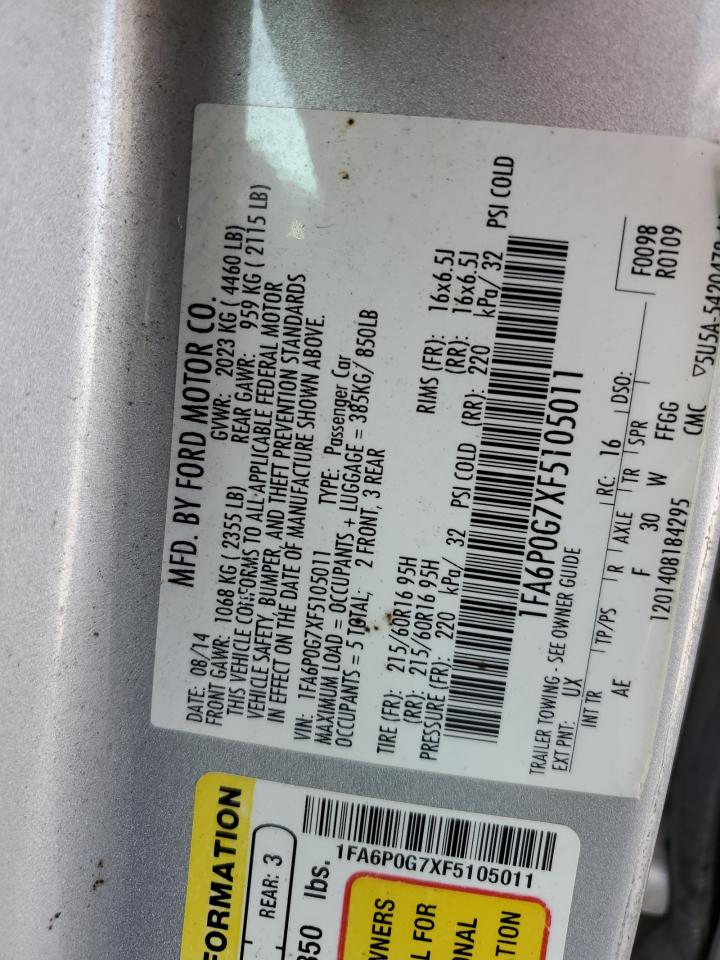 MFD. BY FORD MOTOR CO.
DATE: 08/14 GVWR: 2023 KG ( 4460 LB)
FRONT GAWR: 1068 KG ( 2355 LB) REAR GAWR: 959 KG ( 2115 LB)
THIS VEHICLE CONFORMS TO ALL APPLICABLE FEDERAL MOTOR
VEHICLE SAFETY, BUMPER, AND THEFT PREVENTION STANDARDS
IN EFFECT ON THE DATE OF MANUFACTURE SHOWN ABOVE.
VIN: 1FA6P0G7XF5105011 TYPE: Passenger Car
MAXIMUM LOAD = OCCUPANTS + LUGGAGE = 385KG/ 850LB
OCCUPANTS = 5 TOTAL; 2 FRONT, 3 REAR
TIRE (FR): 215/60R16 95H RIMS (FR): 16x6.5J
(RR): 215/60R16 95H (RR): 16x6.5J
PRESSURE (FR): 220 kPa/ 32 PSI COLD (RR): 220 kPa/ 32 PSI COLD
1FA6P0G7XF5105011
TRAILER TOWING - SEE OWNER GUIDE
EXT PNT: UX RC: 16 DSO: F0098
INT TR TP/PS R AXLE TR SPR R0109
AE F 30 W FFGG
1201408184295 CMC
▽5U5A-5420472-
FORMATION
REAR: 3
350 lbs.
1FA6P0G7XF5105011
WNERS
L FOR
ONAL
TION